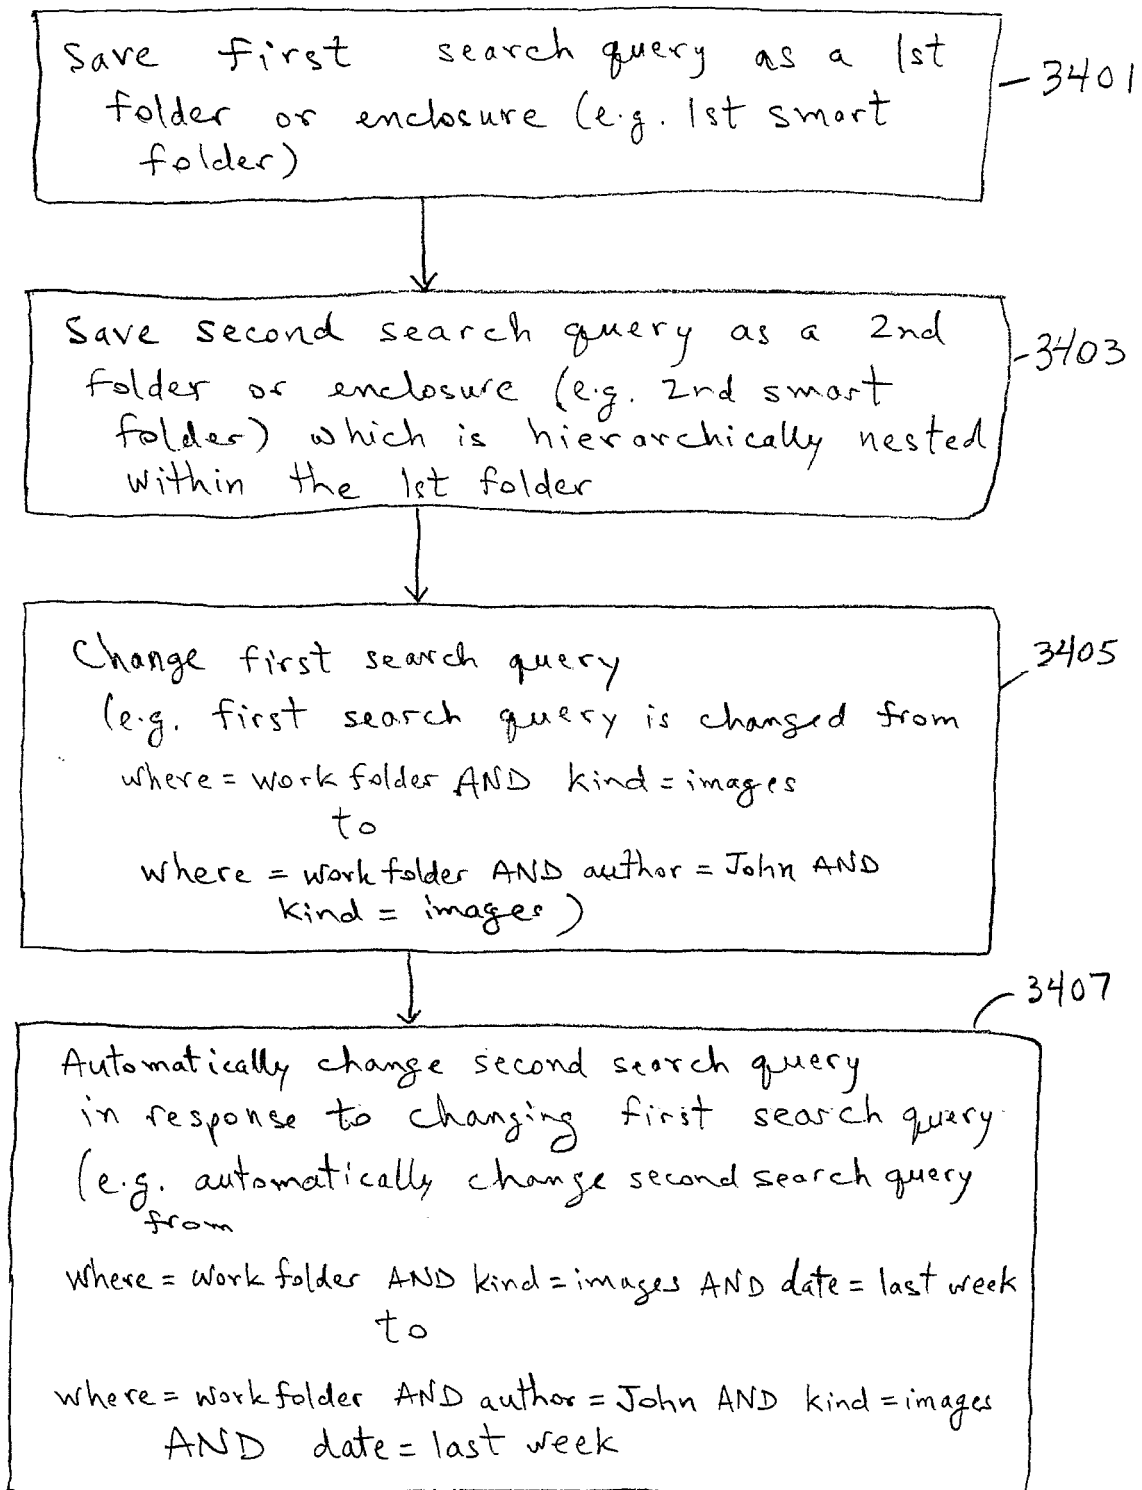 Save first search query as a 1st
folder or enclosure (e.g. 1st smart
folder)
3401
Save second search query as a 2nd
folder or enclosure (e.g. 2nd smart
folder) which is hierarchically nested
within the 1st folder
3403
Change first search query
(e.g. first search query is changed from
where = work folder AND kind = images
to
where = work folder AND author = John AND
kind = images)
3405
3407
Automatically change second search query
in response to changing first search query
(e.g. automatically change second search query
from
where = work folder AND kind = images AND date = last week
to
where = work folder AND author = John AND kind = images
AND date = last week